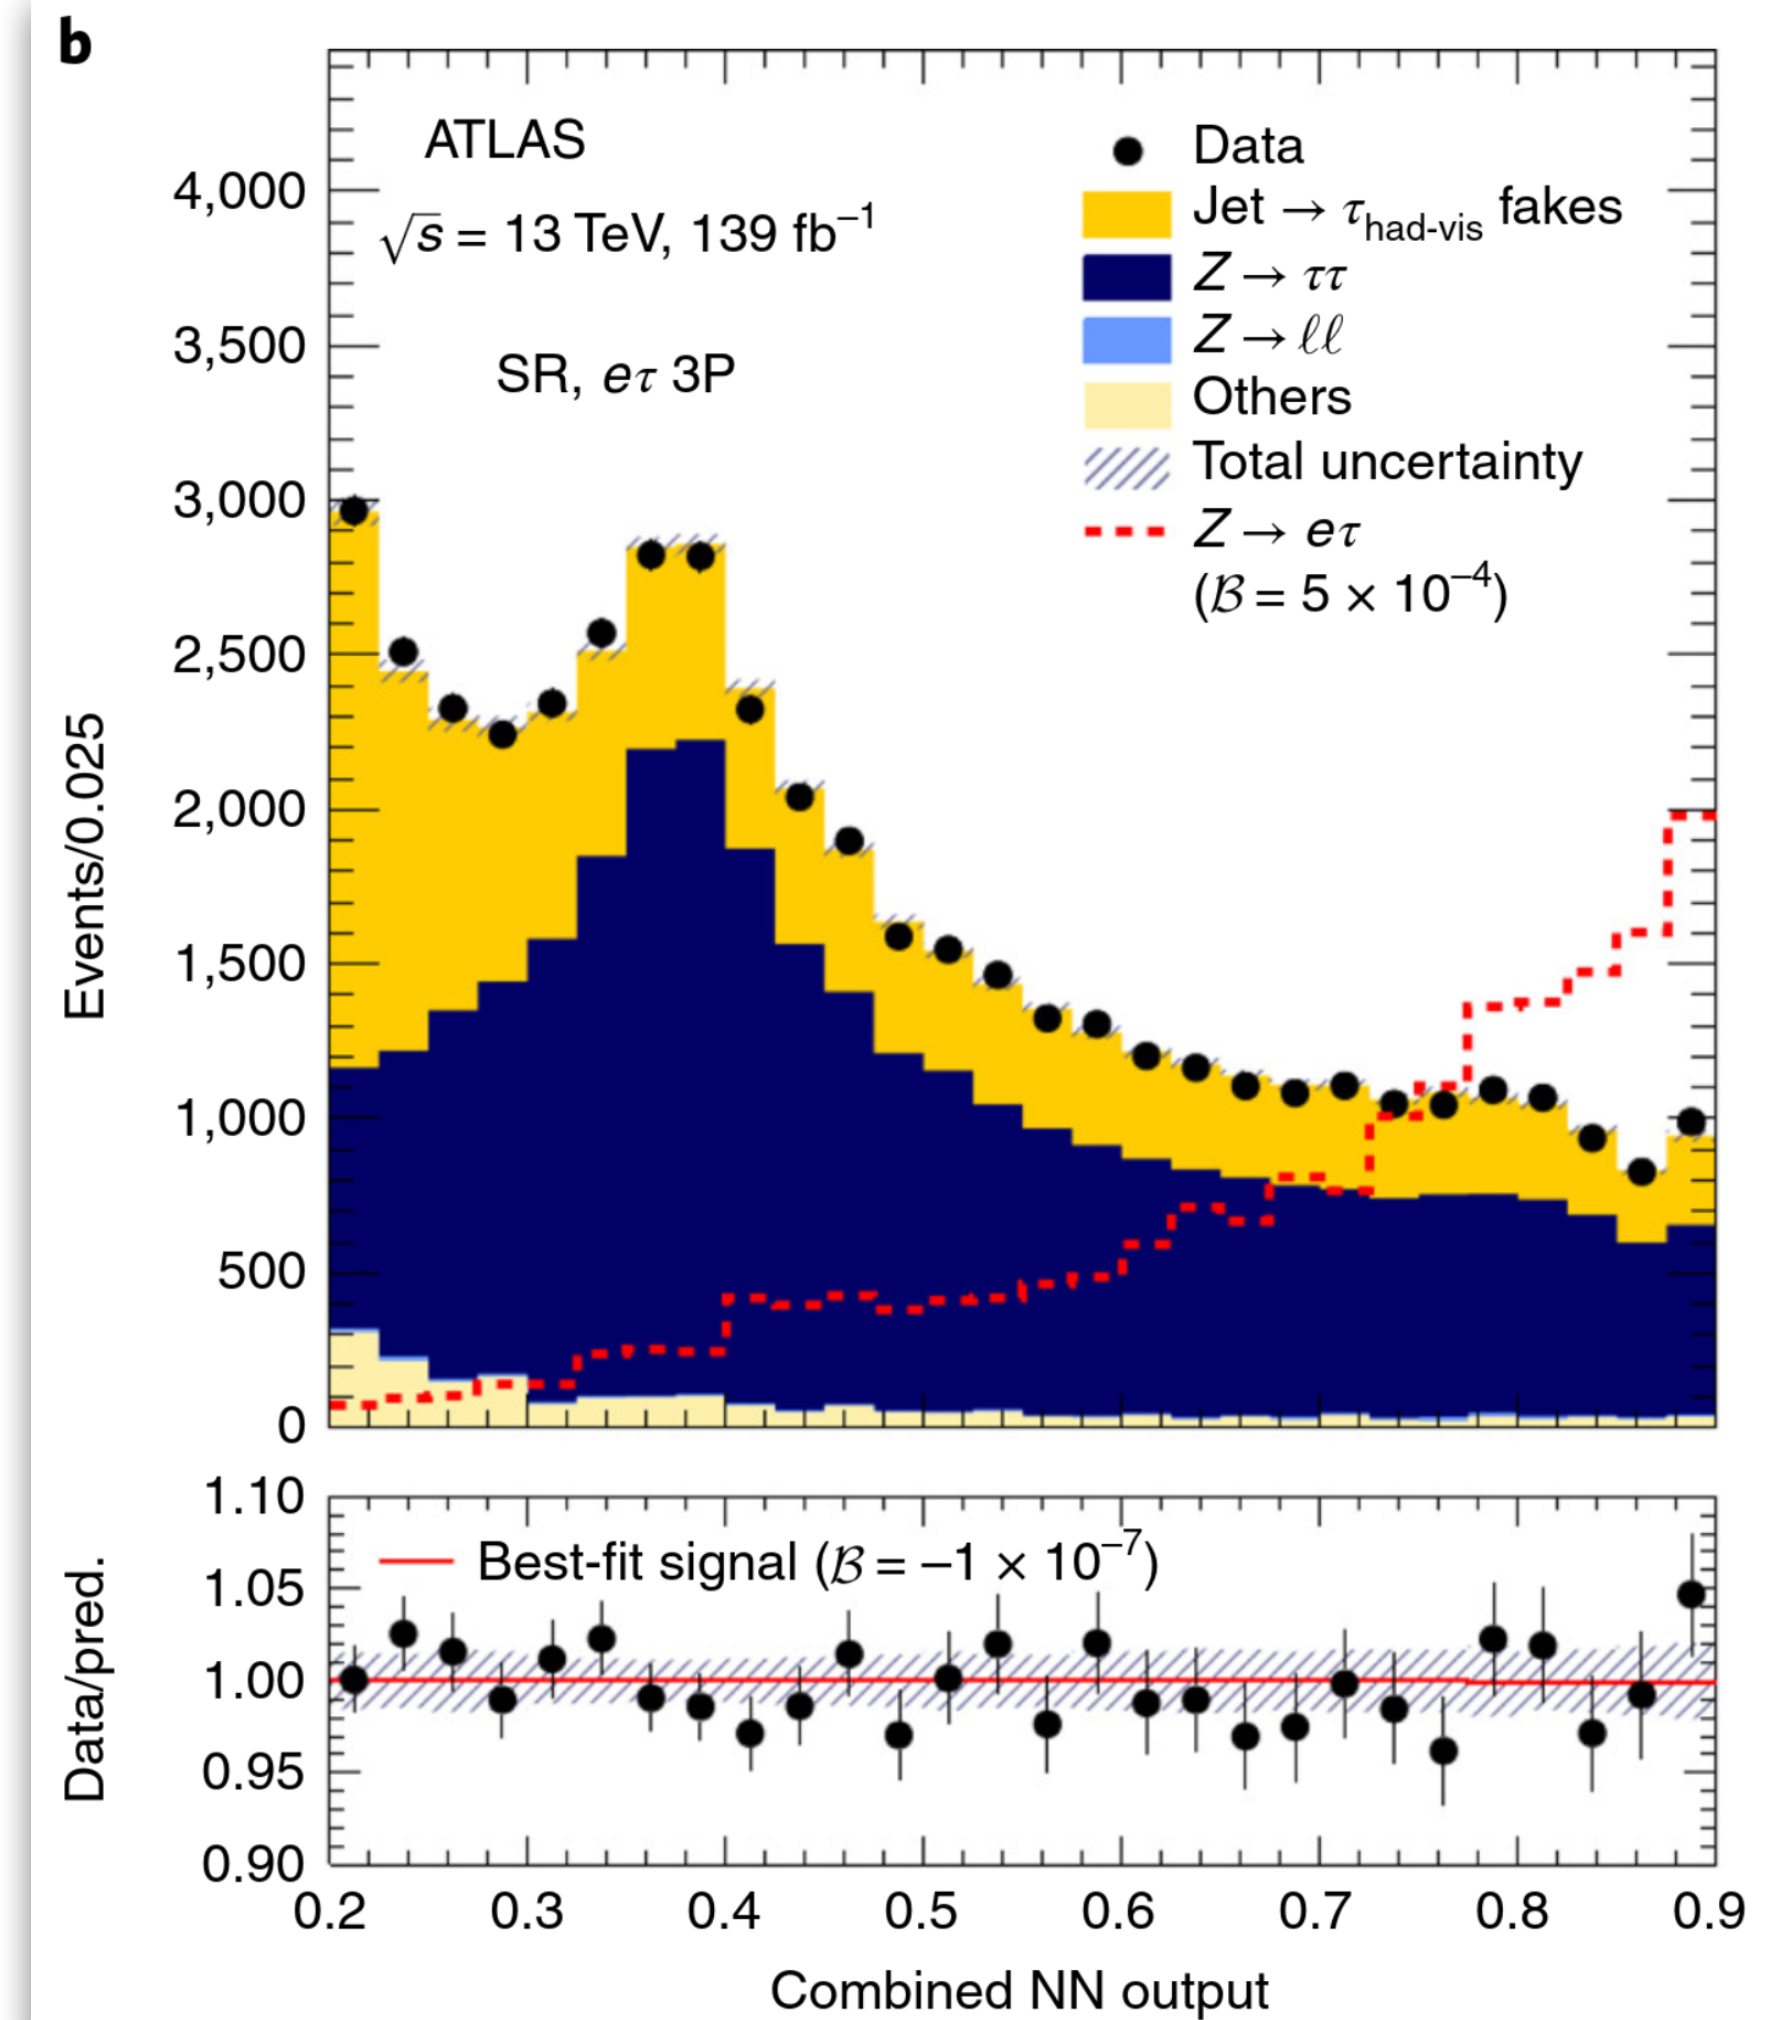 b
ATLAS
√s = 13 TeV, 139 fb⁻¹
SR, eτ 3P
Data
Jet → τhad-vis fakes
Z → ττ
Z → ℓℓ
Others
Total uncertainty
Z → eτ
(ℬ = 5 × 10⁻⁴)
Events/0.025
4,000
3,500
3,000
2,500
2,000
1,500
1,000
500
0
Best-fit signal (ℬ = −1 × 10⁻⁷)
Data/pred.
1.10
1.05
1.00
0.95
0.90
0.2 0.3 0.4 0.5 0.6 0.7 0.8 0.9
Combined NN output